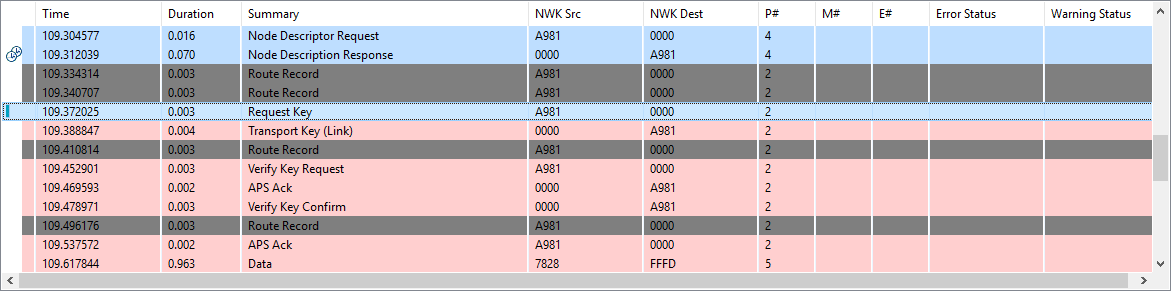 Time Duration Summary NWK Src NWK Dest P# M# E# Error Status Warning Status
109.304577 0.016 Node Descriptor Request A981 0000 4
109.312039 0.070 Node Description Response 0000 A981 4
109.334314 0.003 Route Record A981 0000 2
109.340707 0.003 Route Record A981 0000 2
109.372025 0.003 Request Key A981 0000 2
109.388847 0.004 Transport Key (Link) 0000 A981 2
109.410814 0.003 Route Record A981 0000 2
109.452901 0.003 Verify Key Request A981 0000 2
109.469593 0.002 APS Ack 0000 A981 2
109.478971 0.003 Verify Key Confirm 0000 A981 2
109.496176 0.003 Route Record A981 0000 2
109.537572 0.002 APS Ack A981 0000 2
109.617844 0.963 Data 7828 FFFD 5